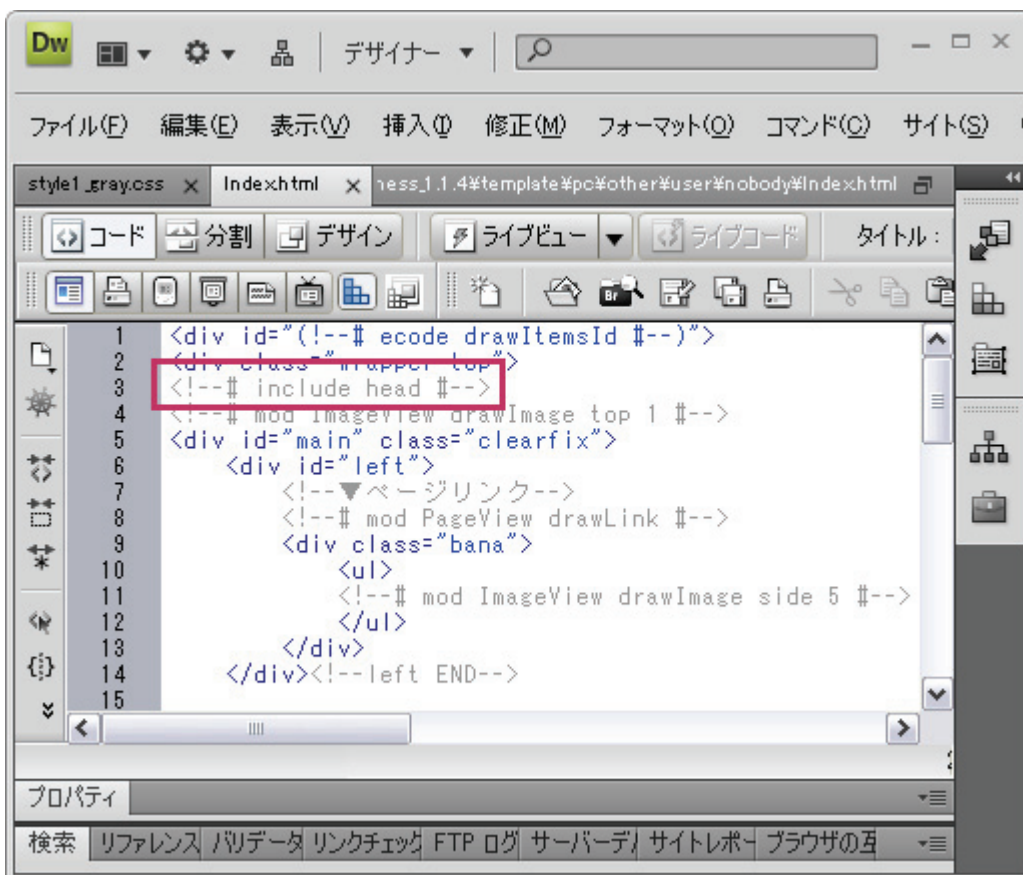 Dw デザイナー
ファイル(F) 編集(E) 表示(V) 挿入(I) 修正(M) フォーマット(O) コマンド(C) サイト(S)
style1_gray.css Index.html ness_1.1.4¥template¥pc¥other¥user¥nobody¥Index.html
コード 分割 デザイン ライブビュー ライブコード タイトル :
Br
1 <div id="(!--# ecode drawItemsId #--)">
2 <div class="wrapper top">
3 <!--# include head #-->
4 <!--# mod ImageView drawImage top 1 #-->
5 <div id="main" class="clearfix">
6 <div id="left">
7 <!--▼ページリンク-->
8 <!--# mod PageView drawLink #-->
9 <div class="bana">
10 <ul>
11 <!--# mod ImageView drawImage side 5 #-->
12 </ul>
13 </div>
14 </div><!--left END-->
15
プロパティ
検索 リファレンス バリデータ リンクチェック FTP ログ サーバーデバ サイトレポー ブラウザの互